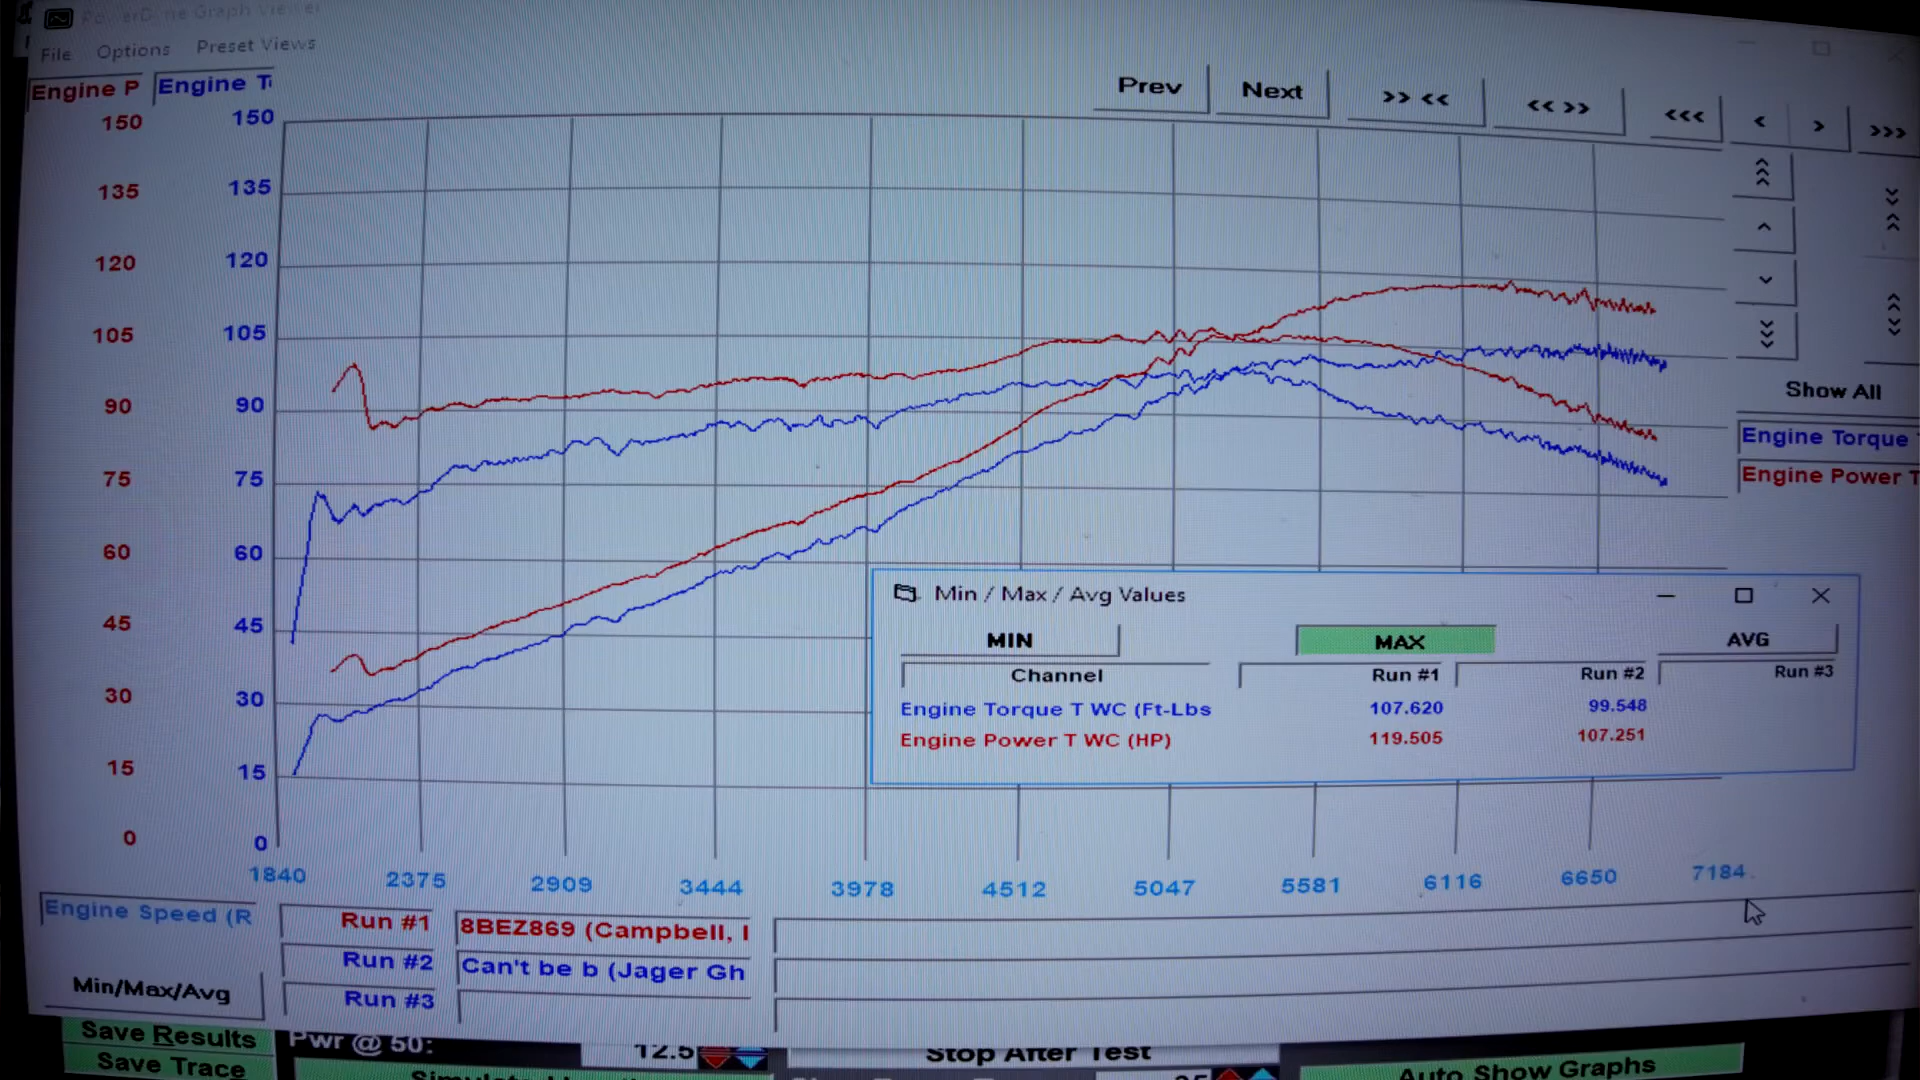 PowerDyne Graph Viewer
File Options Preset Views
Engine P Engine T
Prev Next >> << << >> <<< < > >>>
150 150
135 135
120 120
105 105
90 90
75 75
60 60
45 45
30 30
15 15
0 0
Show All
Engine Torque
Engine Power T
Min / Max / Avg Values
MIN MAX AVG
Channel Run #1 Run #2 Run #3
Engine Torque T WC (Ft-Lbs 107.620 99.548
Engine Power T WC (HP) 119.505 107.251
1840 2375 2909 3444 3978 4512 5047 5581 6116 6650 7184
Engine Speed (R
Run #1 8BEZ869 (Campbell, I
Run #2 Can't be b (Jager Gh
Run #3
Min/Max/Avg
Save Results Pwr @ 50: 12.5 Stop After Test
Save Trace Auto Show Graphs